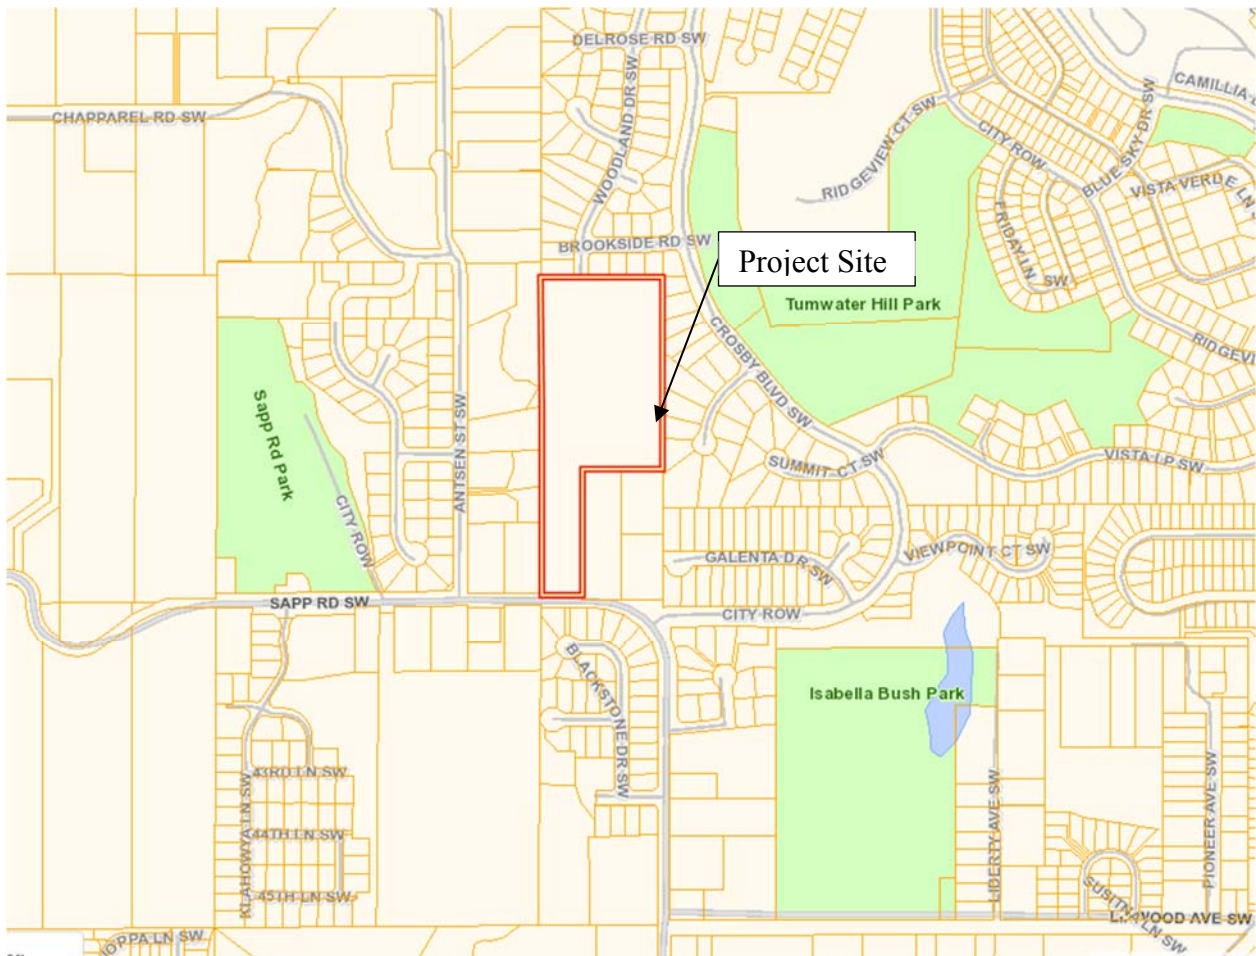 DELROSE RD SW
CAMILLIA
CHAPPAREL RD SW
WOODLAND DR SW
RIDGEVIEW CT SW
CITY ROW
BLUE SKY DR SW
VISTA VERDE LN
FRIDAY LN SW
BROOKSIDE RD SW
Project Site
Tumwater Hill Park
CROSBY BLVD SW
RIDGEVI
Sapp Rd Park
ANTSEN ST SW
SUMMIT CT SW
VISTA LP SW
CITY ROW
GALENTA DR SW
VIEWPOINT CT SW
SAPP RD SW
CITY ROW
BLACKSTONE DR SW
Isabella Bush Park
43RD LN SW
KLAHOWYA LN SW
44TH LN SW
45TH LN SW
LIBERTY AVE SW
PIONEER AVE SW
SUSITNA LN SW
LINWOOD AVE SW
OPPA LN SW